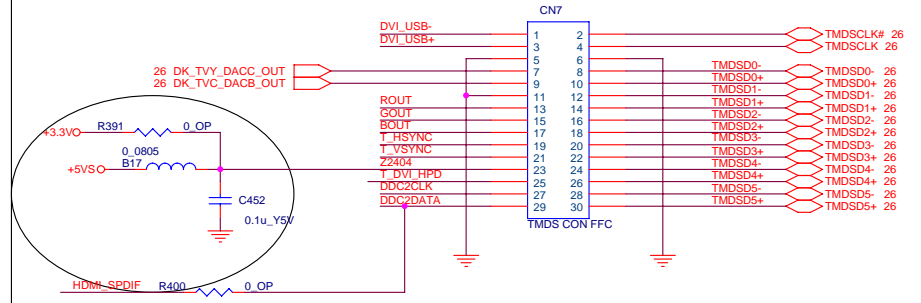 CN7
DVI_USB- 1 2 TMDSCLK# 26
DVI_USB+ 3 4 TMDSCLK 26
5 6
26 DK_TVY_DACC_OUT 7 8 TMDSD0- TMDSD0- 26
26 DK_TVC_DACB_OUT 9 10 TMDSD0+ TMDSD0+ 26
11 12 TMDSD1- TMDSD1- 26
ROUT 13 14 TMDSD1+ TMDSD1+ 26
GOUT 15 16 TMDSD2- TMDSD2- 26
BOUT 17 18 TMDSD2+ TMDSD2+ 26
T_HSYNC 19 20 TMDSD3- TMDSD3- 26
T_VSYNC 21 22 TMDSD3+ TMDSD3+ 26
Z2404 23 24 TMDSD4- TMDSD4- 26
T_DVI_HPD 25 26 TMDSD4+ TMDSD4+ 26
DDC2CLK 27 28 TMDSD5- TMDSD5- 26
DDC2DATA 29 30 TMDSD5+ TMDSD5+ 26
TMDS CON FFC
R391 0_OP
+3.3V
0_0805
+5VS B17
C452
0.1u_Y5V
HDMI_SPDIF R400 0_OP